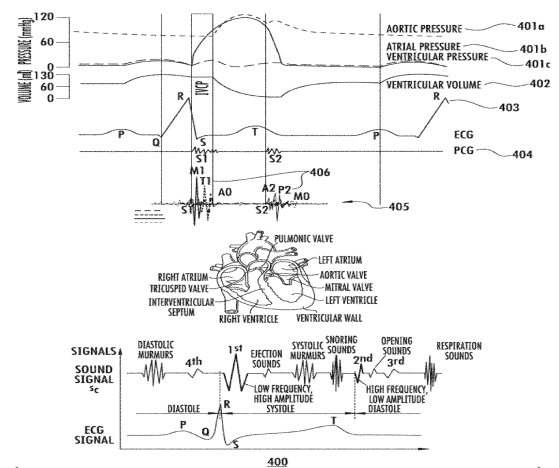 120
60
0
PRESSURE [mmHg]
AORTIC PRESSURE 401a
ATRIAL PRESSURE 401b
VENTRICULAR PRESSURE 401c
130
50
0
VOLUME [ml]
IVCP
VENTRICULAR VOLUME 402
R R 403
P Q S T P ECG
S1 S2 PCG 404
M1 T1 A0 406
A2 P2 M0
S1 S2 405
PULMONIC VALVE
LEFT ATRIUM
RIGHT ATRIUM AORTIC VALVE
TRICUSPID VALVE MITRAL VALVE
INTERVENTRICULAR SEPTUM LEFT VENTRICLE
RIGHT VENTRICLE VENTRICULAR WALL
SIGNALS
DIASTOLIC MURMURS 4th 1st EJECTION SOUNDS SYSTOLIC MURMURS SNORING SOUNDS 2nd OPENING SOUNDS 3rd RESPIRATION SOUNDS
SOUND SIGNAL Sc
LOW FREQUENCY, HIGH AMPLITUDE
HIGH FREQUENCY, LOW AMPLITUDE
DIASTOLE SYSTOLE DIASTOLE
R
ECG SIGNAL P Q S T
400